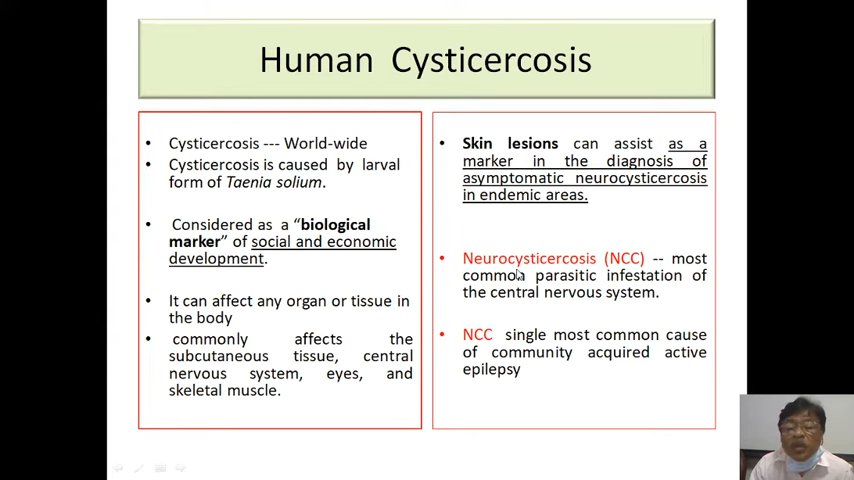 Human Cysticercosis
• Cysticercosis --- World-wide
• Cysticercosis is caused by larval
form of Taenia solium.
• Considered as a “biological
marker” of social and economic
development.
• It can affect any organ or tissue in
the body
• commonly affects the
subcutaneous tissue, central
nervous system, eyes, and
skeletal muscle.
• Skin lesions can assist as a
marker in the diagnosis of
asymptomatic neurocysticercosis
in endemic areas.
• Neurocysticercosis (NCC) -- most
common parasitic infestation of
the central nervous system.
• NCC single most common cause
of community acquired active
epilepsy